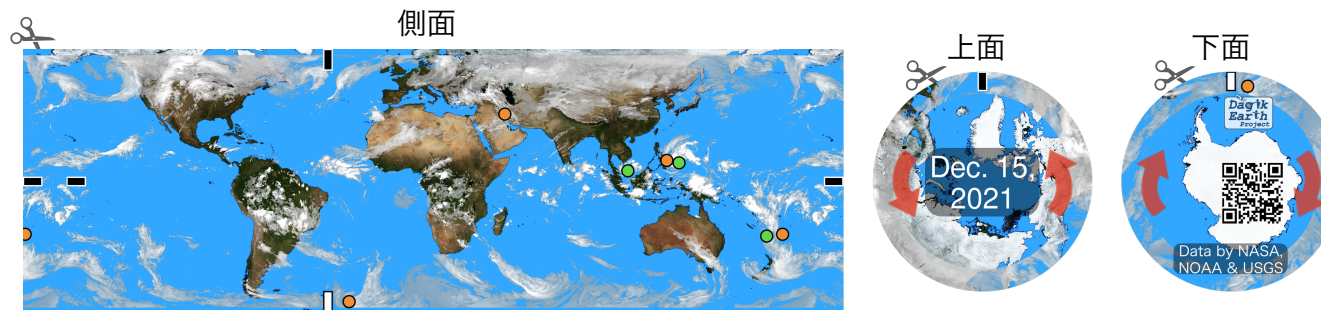 側面
上面
下面
Dec. 15,
2021
Dagik
Earth
Project
Data by NASA,
NOAA & USGS